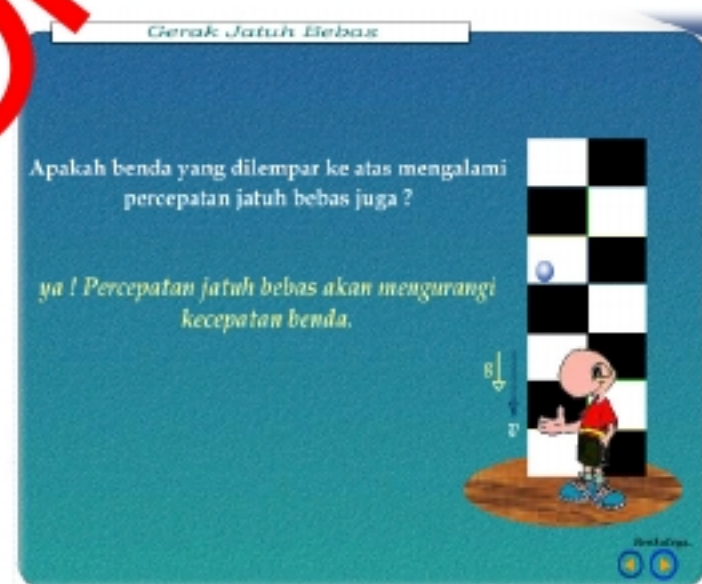 Gerak Jatuh Bebas
Apakah benda yang dilempar ke atas mengalami
percepatan jatuh bebas juga ?
ya ! Percepatan jatuh bebas akan mengurangi
kecepatan benda.
g
v